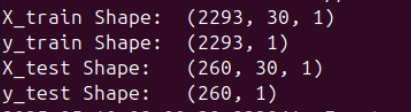 X_train Shape:  (2293, 30, 1)
y_train Shape:  (2293, 1)
X_test Shape:  (260, 30, 1)
y_test Shape:  (260, 1)